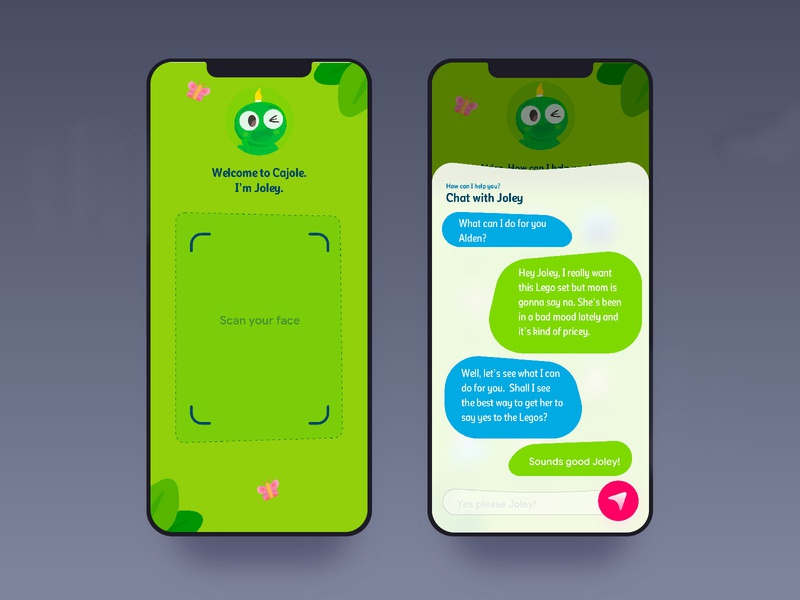 Welcome to Cajole.
I'm Joley.
Scan your face
How can I help you?
Chat with Joley
What can I do for you
Alden?
Hey Joley, I really want
this Lego set but mom is
gonna say no. She's been
in a bad mood lately and
it's kind of pricey.
Well, let's see what I can
do for you. Shall I see
the best way to get her to
say yes to the Legos?
Sounds good Joley!
Yes please Joley!